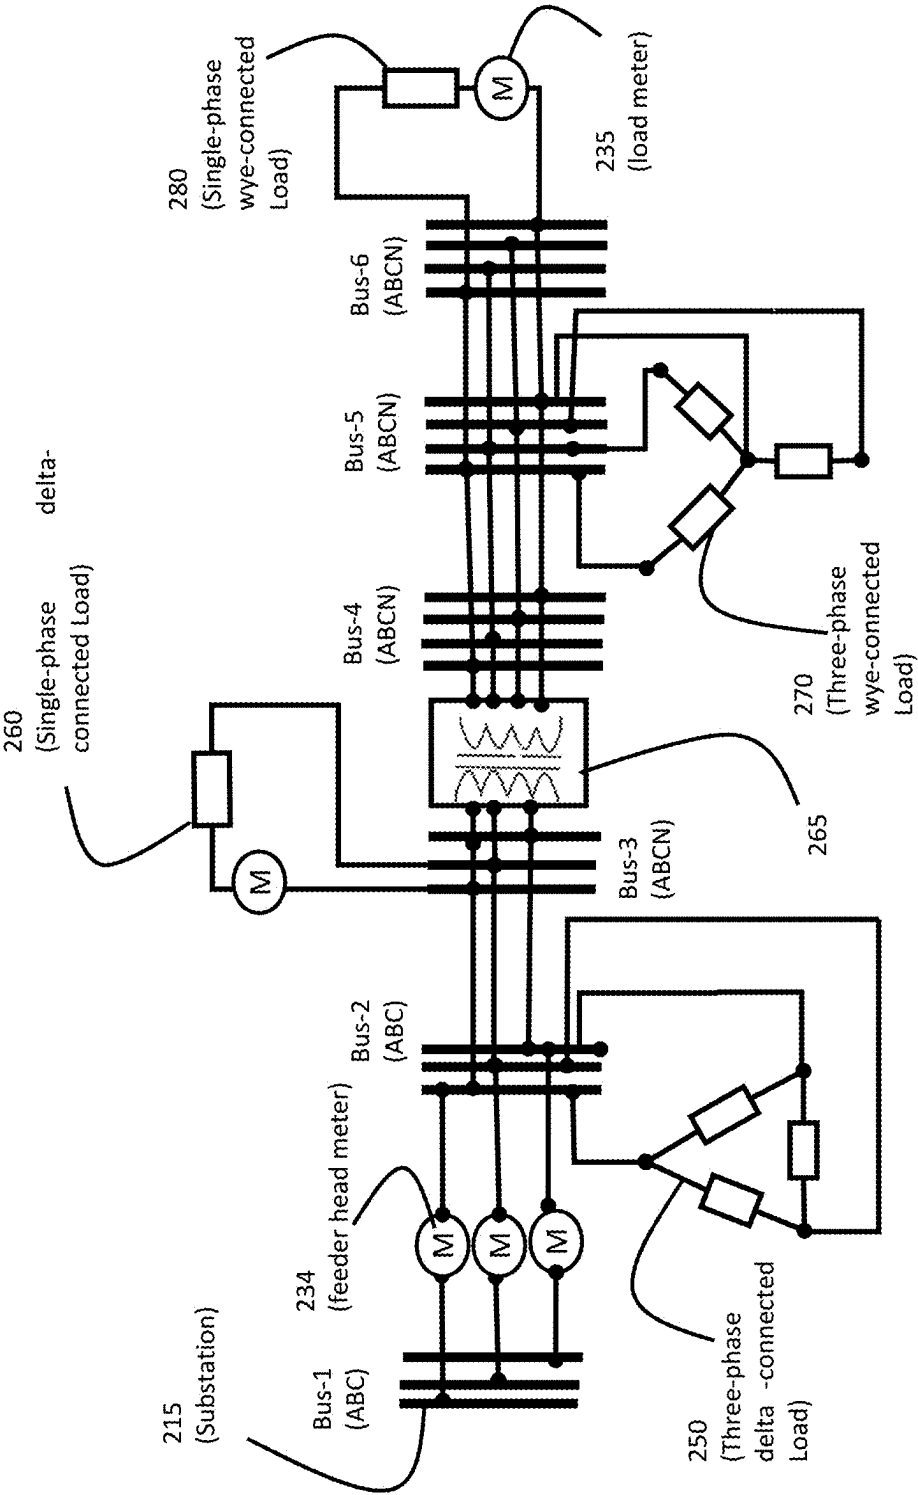 260
(Single-phase delta-
connected Load)
215
(Substation)
280
(Single-phase
wye-connected
Load)
M
234
(feeder head meter)
Bus-1
(ABC)
Bus-2
(ABC)
Bus-4
(ABCN)
Bus-5
(ABCN)
Bus-6
(ABCN)
M
M
M
M
235
(load meter)
Bus-3
(ABCN)
250
(Three-phase
delta -connected
Load)
265
270
(Three-phase
wye-connected
Load)